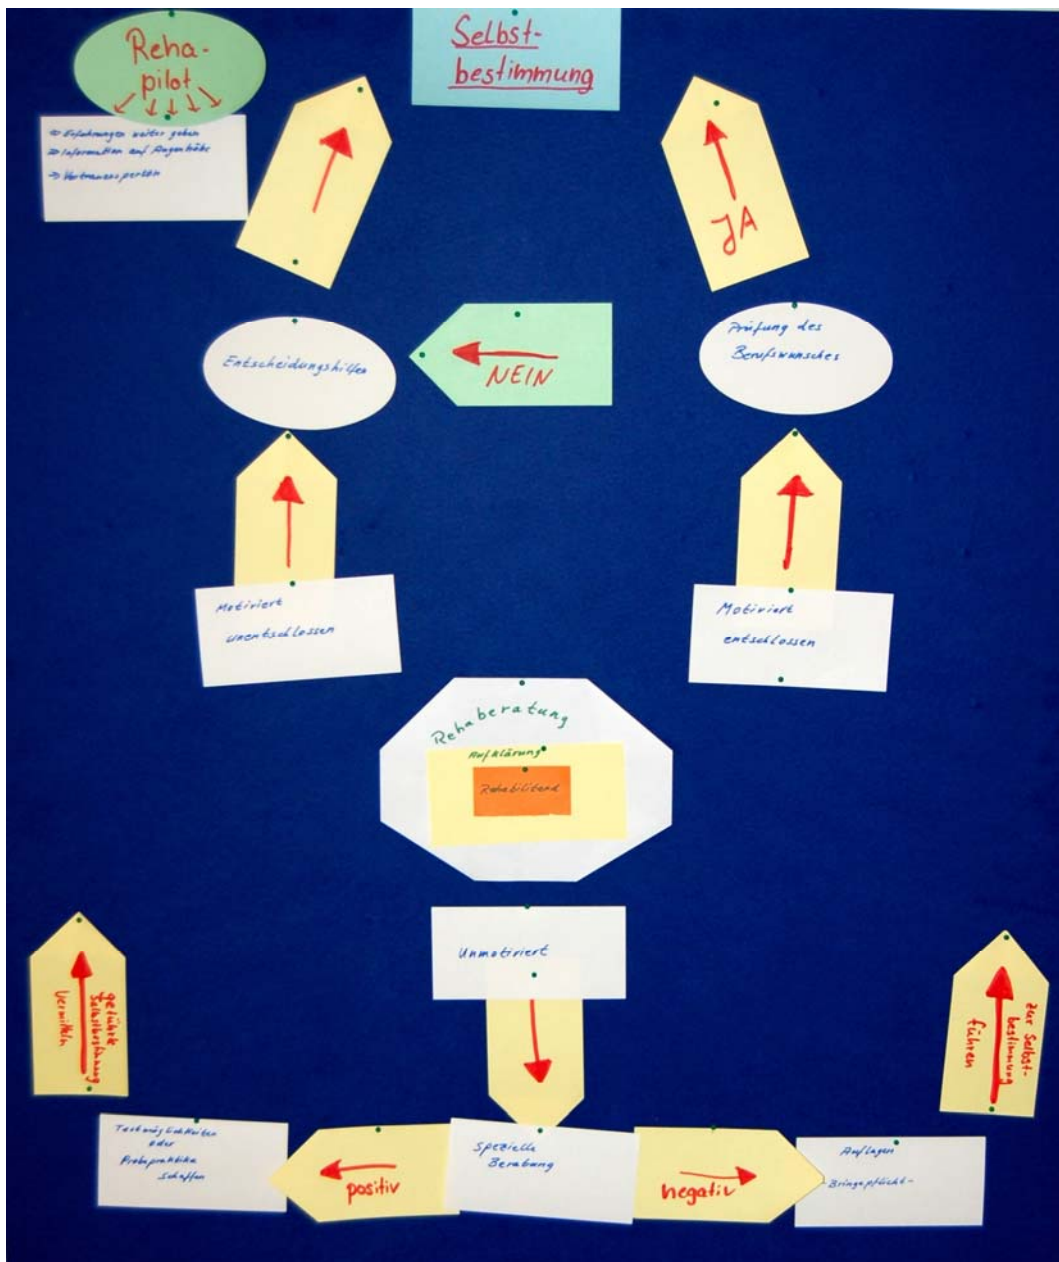 Reha-
pilot
Selbst-
bestimmung
=> Erfahrungen weiter geben
=> Information auf Augenhöhe
-> Vertrauensperson
JA
Entscheidungshilfen
NEIN
Prüfung des
Berufswunsches
Motiviert
unentschlossen
Motiviert
entschlossen
Rehaberatung
Aufklärung
Rehabilitand
Unmotiviert
geführte
Selbstbestimmung
vermitteln
zur Selbst-
bestimmung
führen
Testmöglichkeiten
oder
Probepraktika
schaffen
positiv
Spezielle
Beratung
negativ
Auflagen
-Bringepflicht-